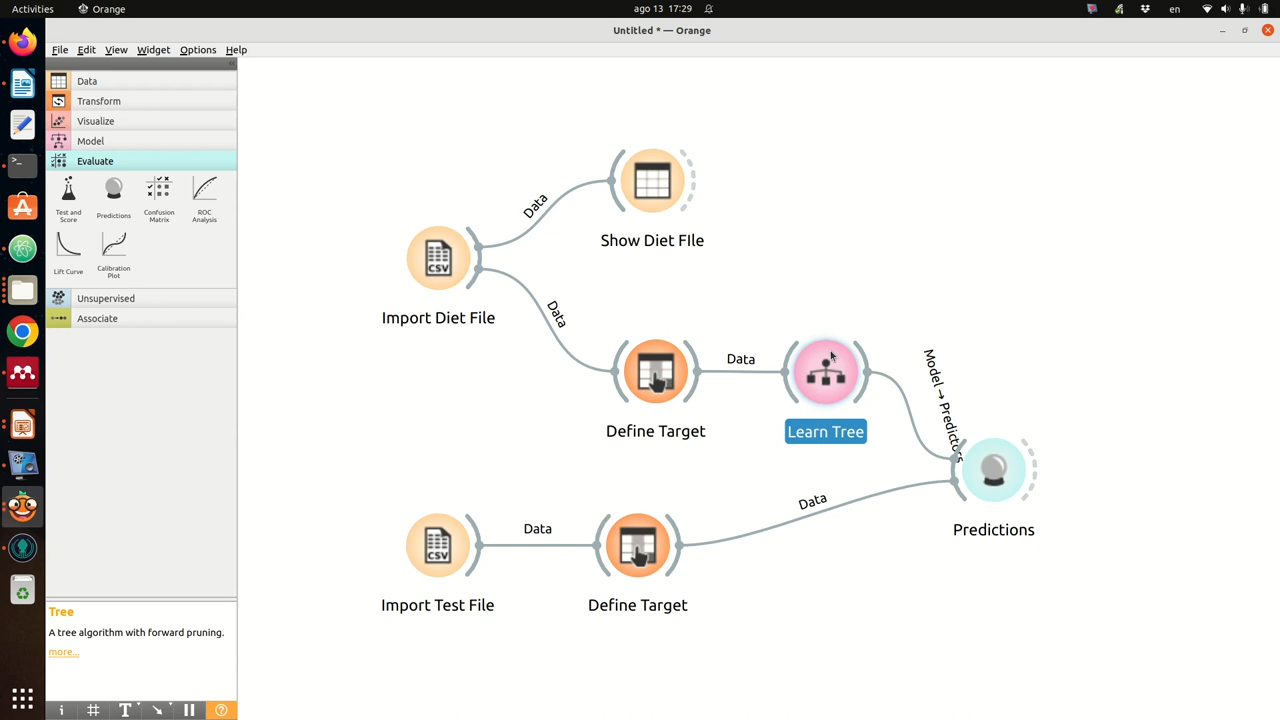 Activities
Orange
ago 13 17:29
en
Untitled * — Orange
File Edit View Widget Options Help
Data
Transform
Visualize
Model
Evaluate
Test and Score
Predictions
Confusion Matrix
ROC Analysis
Lift Curve
Calibration Plot
Unsupervised
Associate
Data
Show Diet FIle
CSV
Import Diet File
Data
Data
Model → Predictors
Define Target
Learn Tree
Data
Data
CSV
Predictions
Import Test File
Define Target
Tree
A tree algorithm with forward pruning.
more...